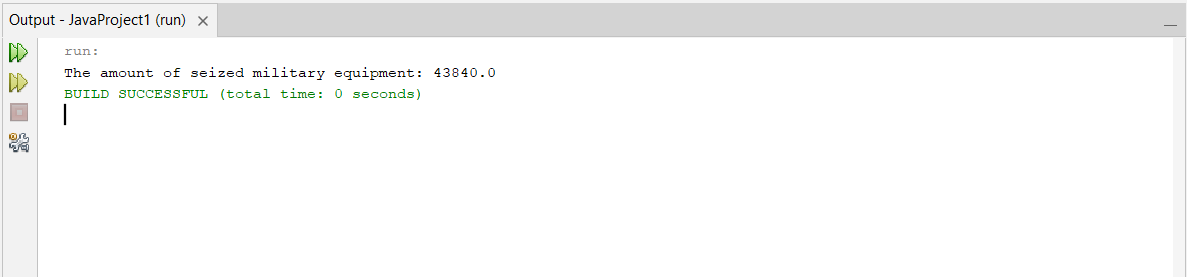 Output - JavaProject1 (run)
run:
The amount of seized military equipment: 43840.0
BUILD SUCCESSFUL (total time: 0 seconds)